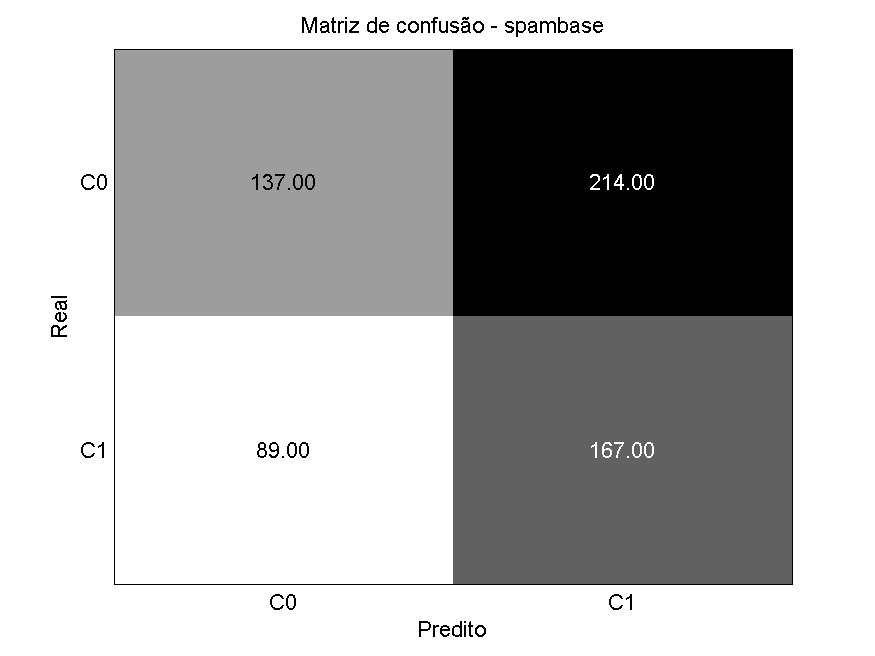 Matriz de confusão - spambase
C0
137.00
214.00
Real
C1
89.00
167.00
C0
C1
Predito